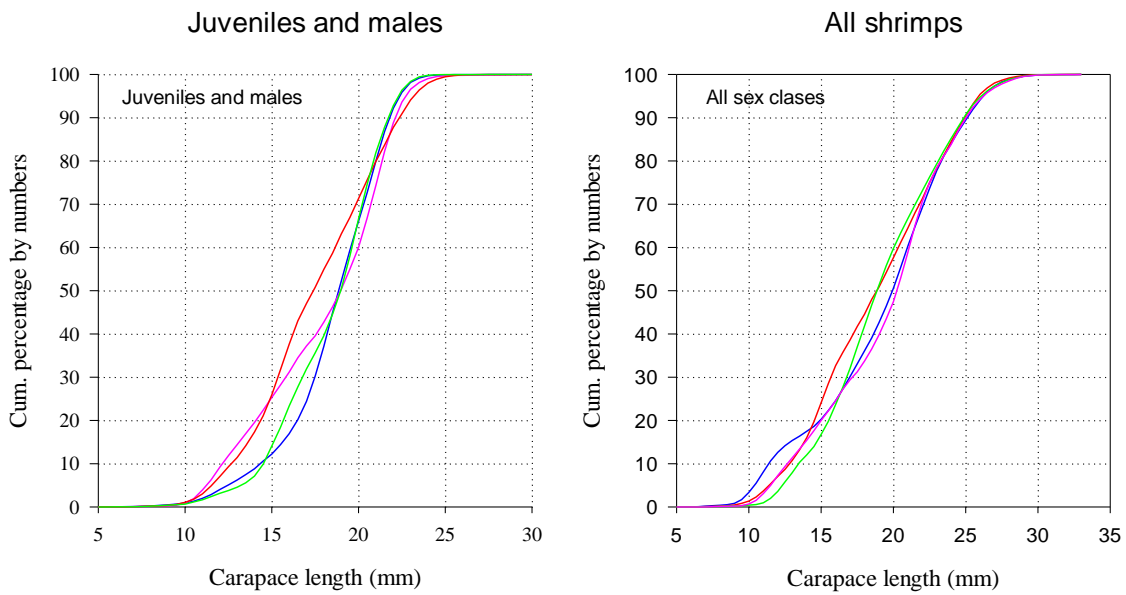 Juveniles and males
100
90
80
70
60
50
40
30
20
10
0
Cum. percentage by numbers
Juveniles and males
5 10 15 20 25 30
Carapace length (mm)
All shrimps
100
90
80
70
60
50
40
30
20
10
0
Cum. percentage by numbers
All sex clases
5 10 15 20 25 30 35
Carapace length (mm)